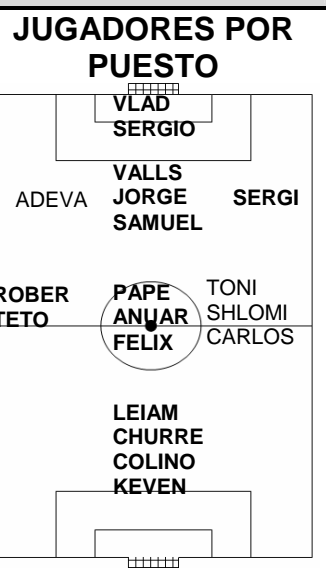 JUGADORES POR
PUESTO
VLAD
SERGIO
VALLS
ADEVA JORGE SERGI
SAMUEL
ROBER PAPE TONI
TETO ANUAR SHLOMI
FELIX CARLOS
LEIAM
CHURRE
COLINO
KEVEN